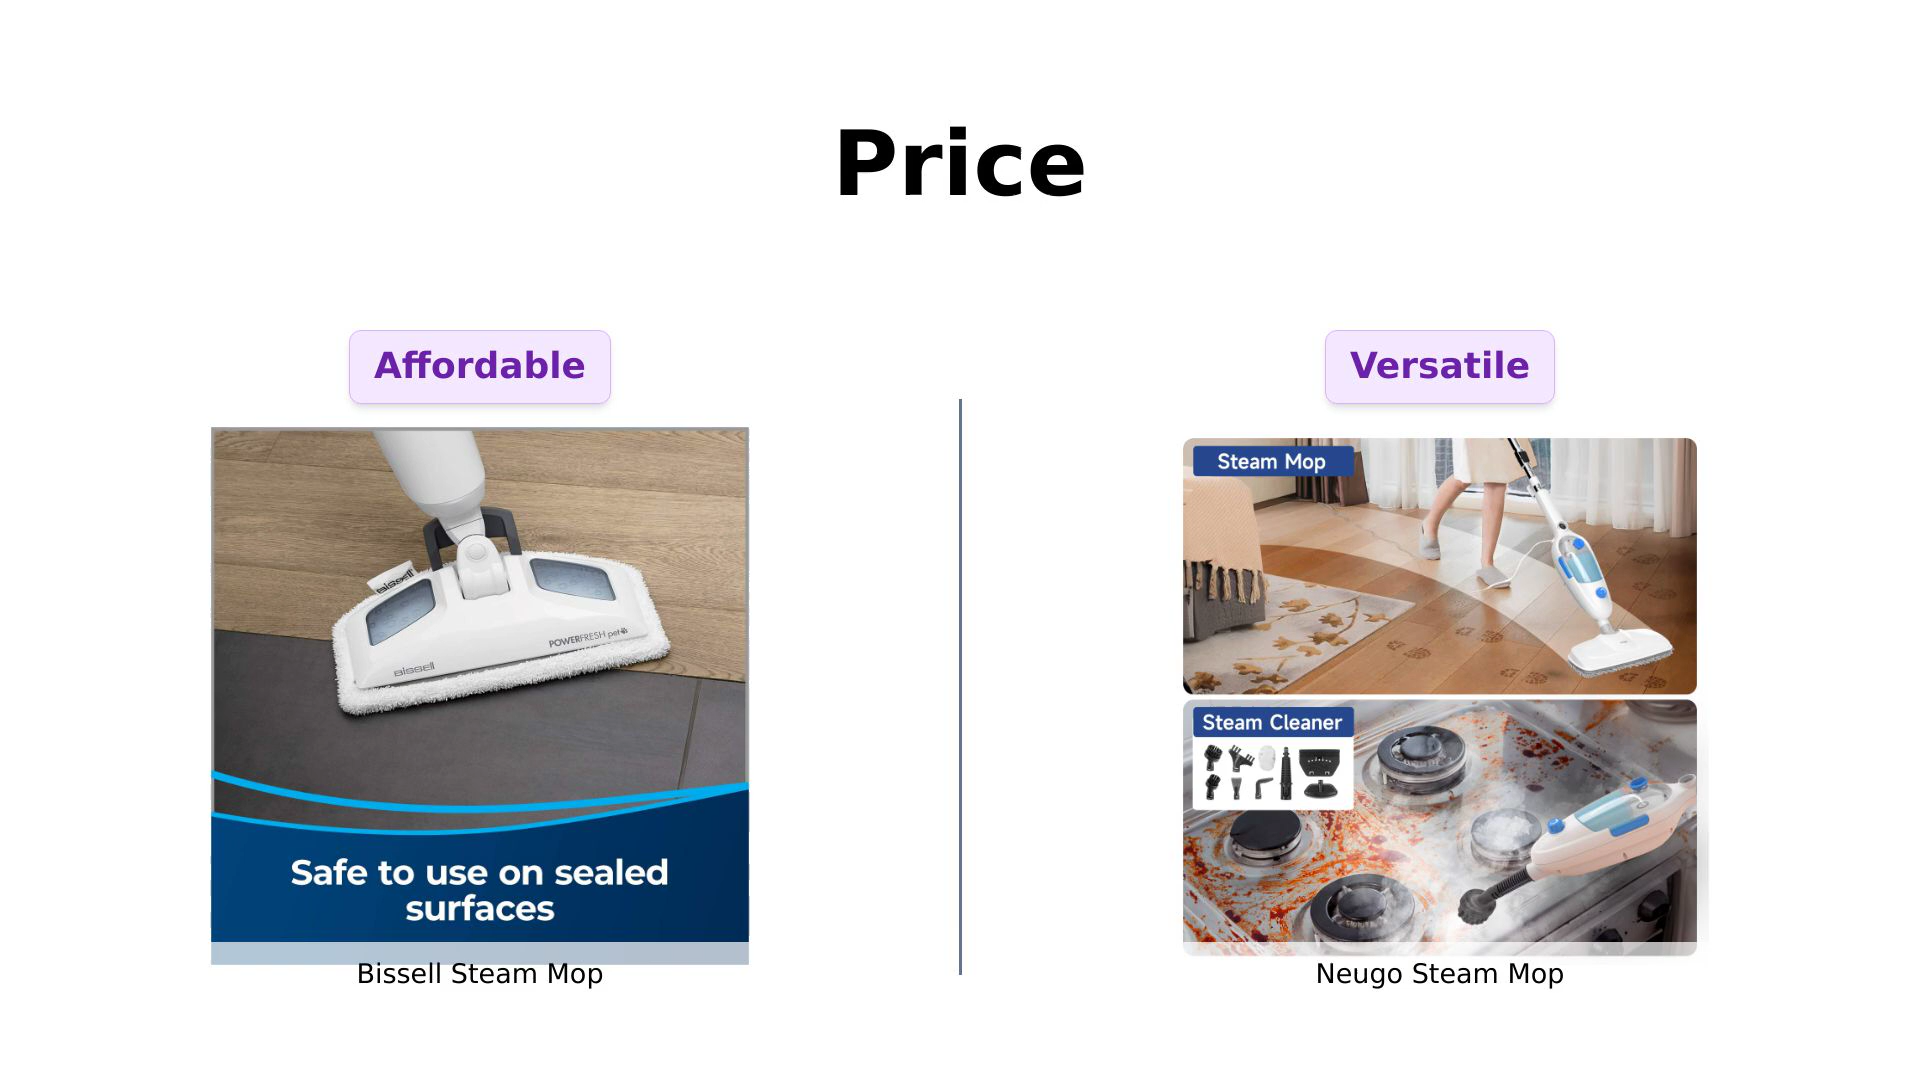 Price
Affordable
Versatile
Bissell
POWERFRESH pet
Bissell
Safe to use on sealed
surfaces
Bissell Steam Mop
Steam Mop
Steam Cleaner
Neugo Steam Mop